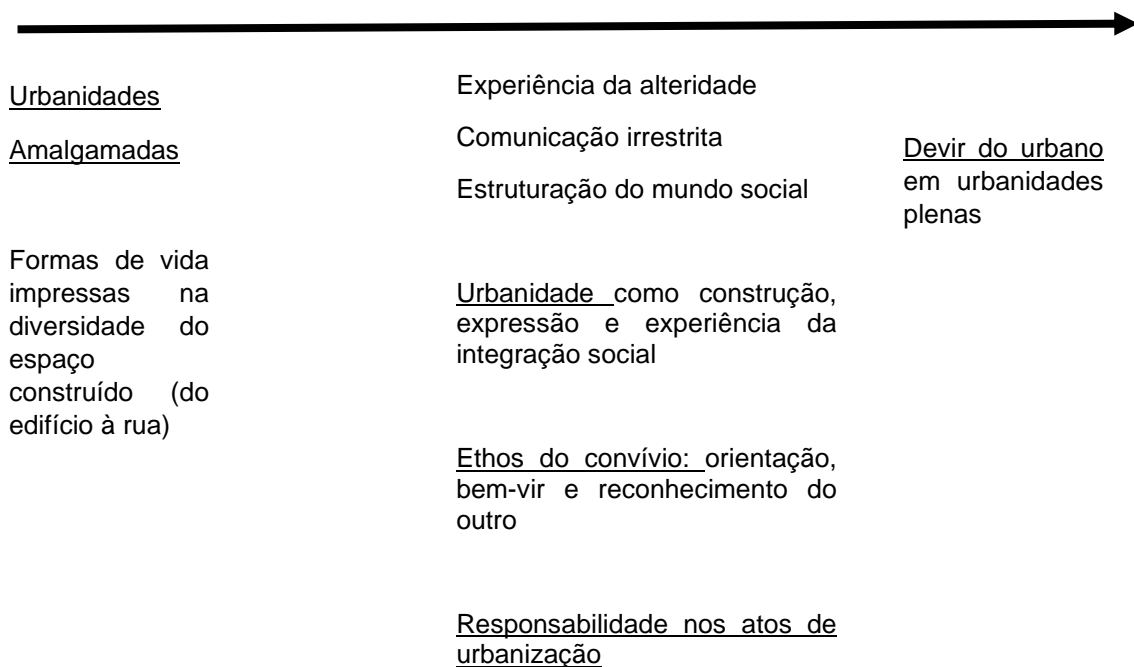 Urbanidades
Amalgamadas
Formas de vida
impressas na
diversidade do
espaço
construído (do
edifício à rua)
Experiência da alteridade
Comunicação irrestrita
Estruturação do mundo social
Urbanidade como construção,
expressão e experiência da
integração social
Ethos do convívio: orientação,
bem-vir e reconhecimento do
outro
Responsabilidade nos atos de
urbanização
Devir do urbano
em urbanidades
plenas